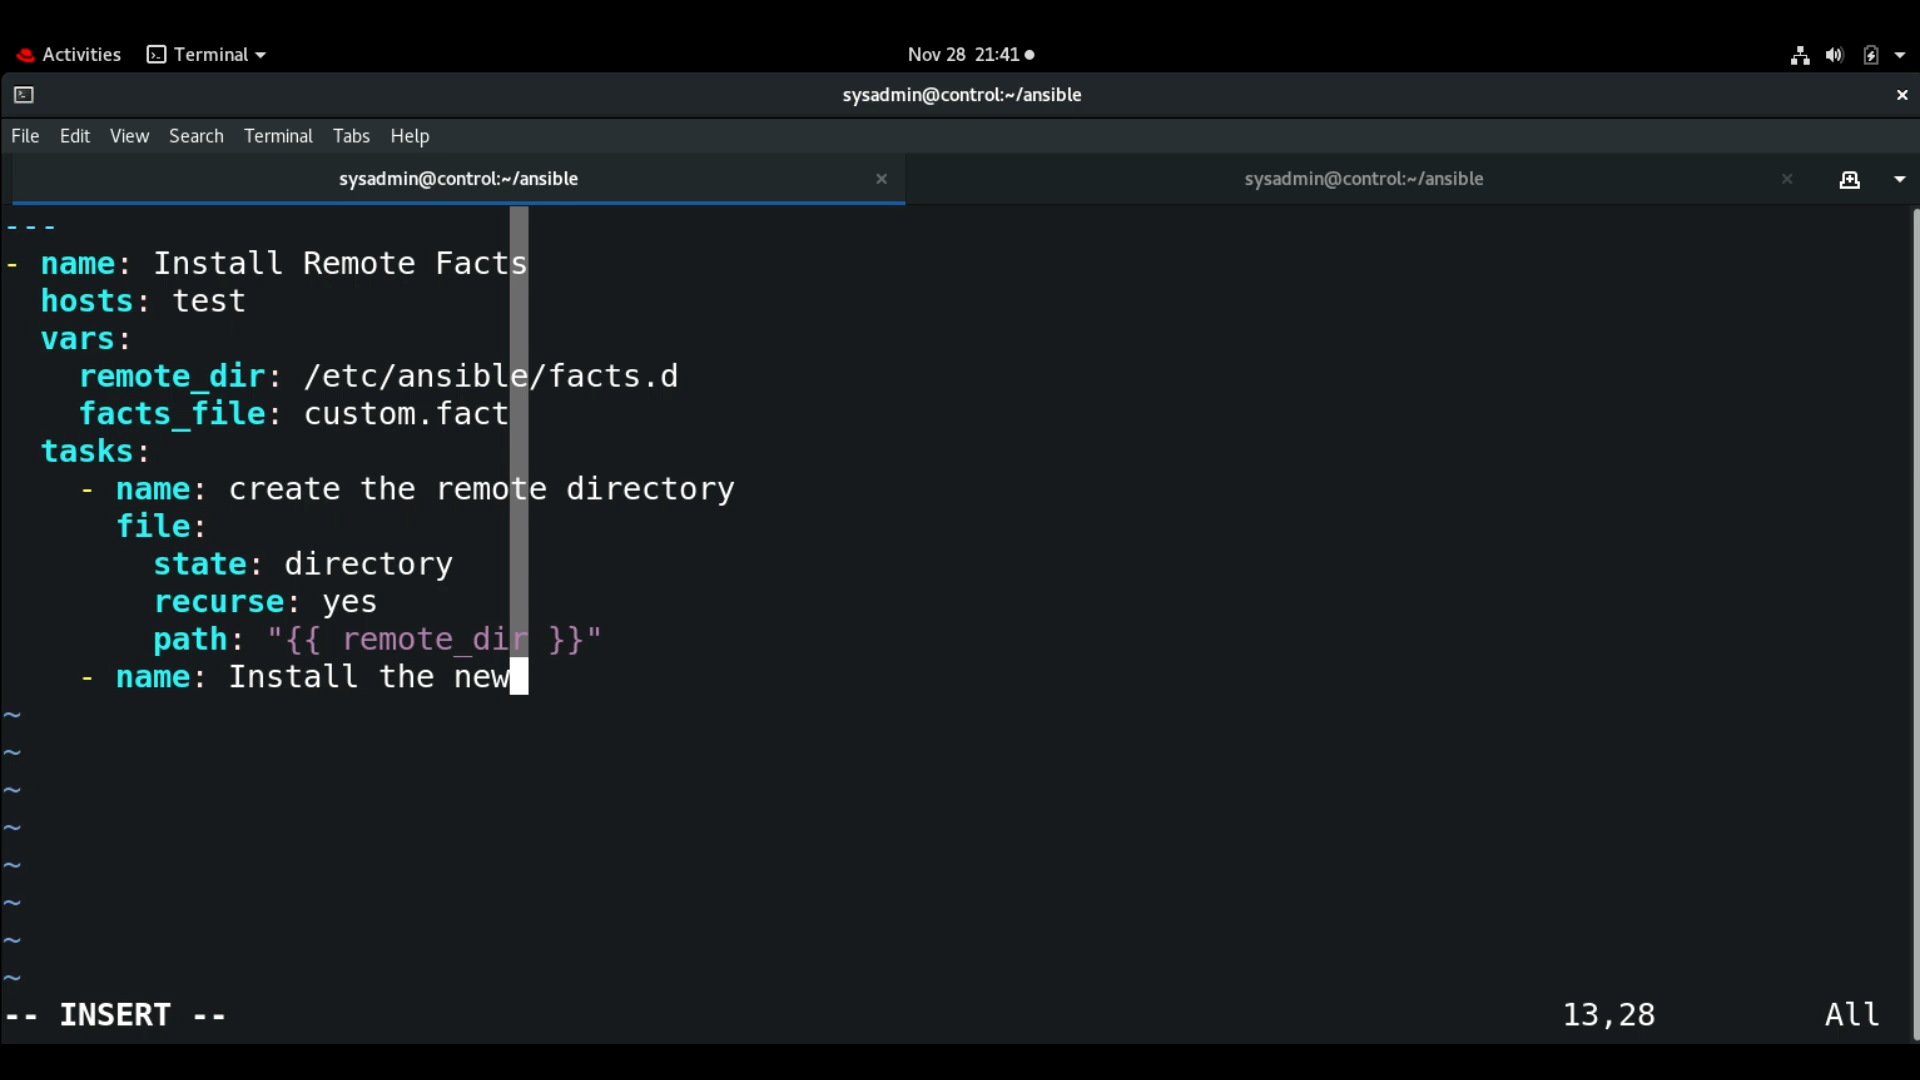 Activities Terminal Nov 28 21:41
sysadmin@control:~/ansible
File Edit View Search Terminal Tabs Help
sysadmin@control:~/ansible sysadmin@control:~/ansible
---
- name: Install Remote Facts
  hosts: test
  vars:
    remote_dir: /etc/ansible/facts.d
    facts_file: custom.fact
  tasks:
    - name: create the remote directory
      file:
        state: directory
        recurse: yes
        path: "{{ remote_dir }}"
    - name: Install the new
~
~
~
~
~
~
~
~
-- INSERT -- 13,28 All